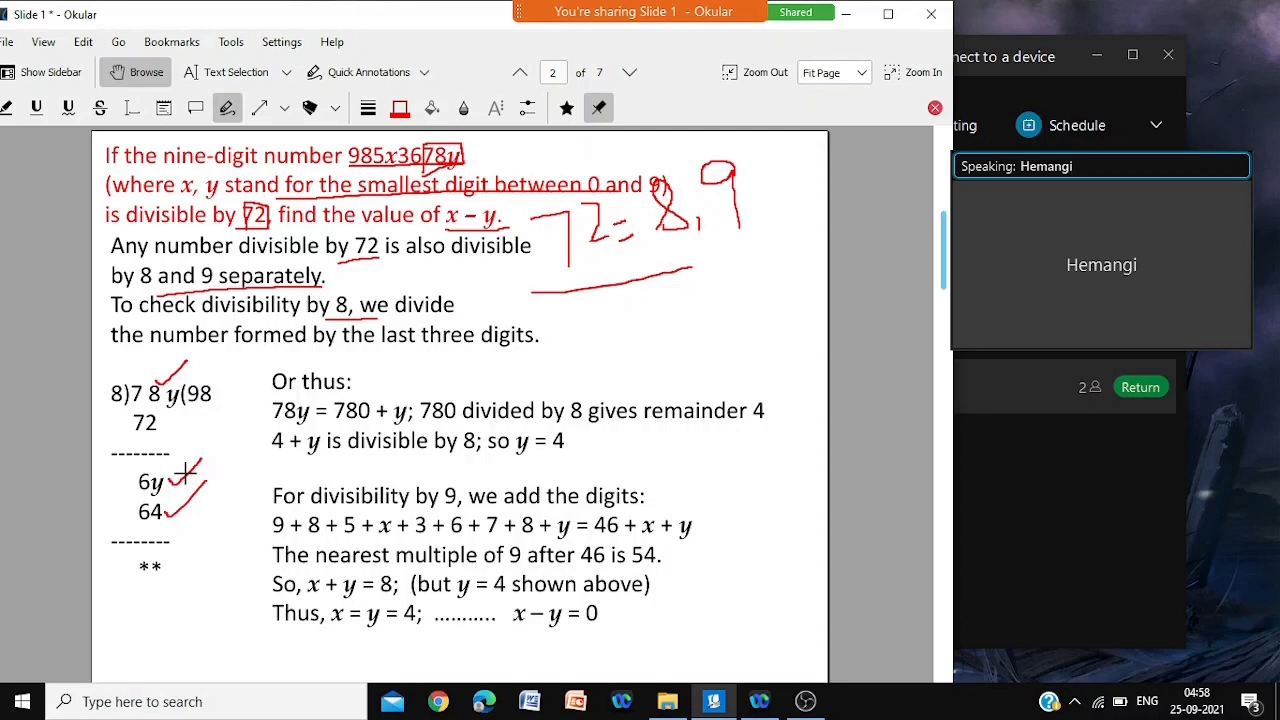 Slide 1 * - Okular
You're sharing Slide 1 - Okular
Shared
File View Edit Go Bookmarks Tools Settings Help
Show Sidebar Browse Text Selection Quick Annotations 2 of 7 Zoom Out Fit Page Zoom In
If the nine-digit number 985x3678y
(where x, y stand for the smallest digit between 0 and 9)
is divisible by 72, find the value of x – y.
72 = 8, 9
Any number divisible by 72 is also divisible
by 8 and 9 separately.
To check divisibility by 8, we divide
the number formed by the last three digits.
8)7 8 y(98
72
--------
6y
64
--------
**
Or thus:
78y = 780 + y; 780 divided by 8 gives remainder 4
4 + y is divisible by 8; so y = 4
For divisibility by 9, we add the digits:
9 + 8 + 5 + x + 3 + 6 + 7 + 8 + y = 46 + x + y
The nearest multiple of 9 after 46 is 54.
So, x + y = 8; (but y = 4 shown above)
Thus, x = y = 4; ……….. x – y = 0
nect to a device
ting Schedule
Speaking: Hemangi
Hemangi
2 Return
Type here to search
ENG
04:58
25-09-2021
3